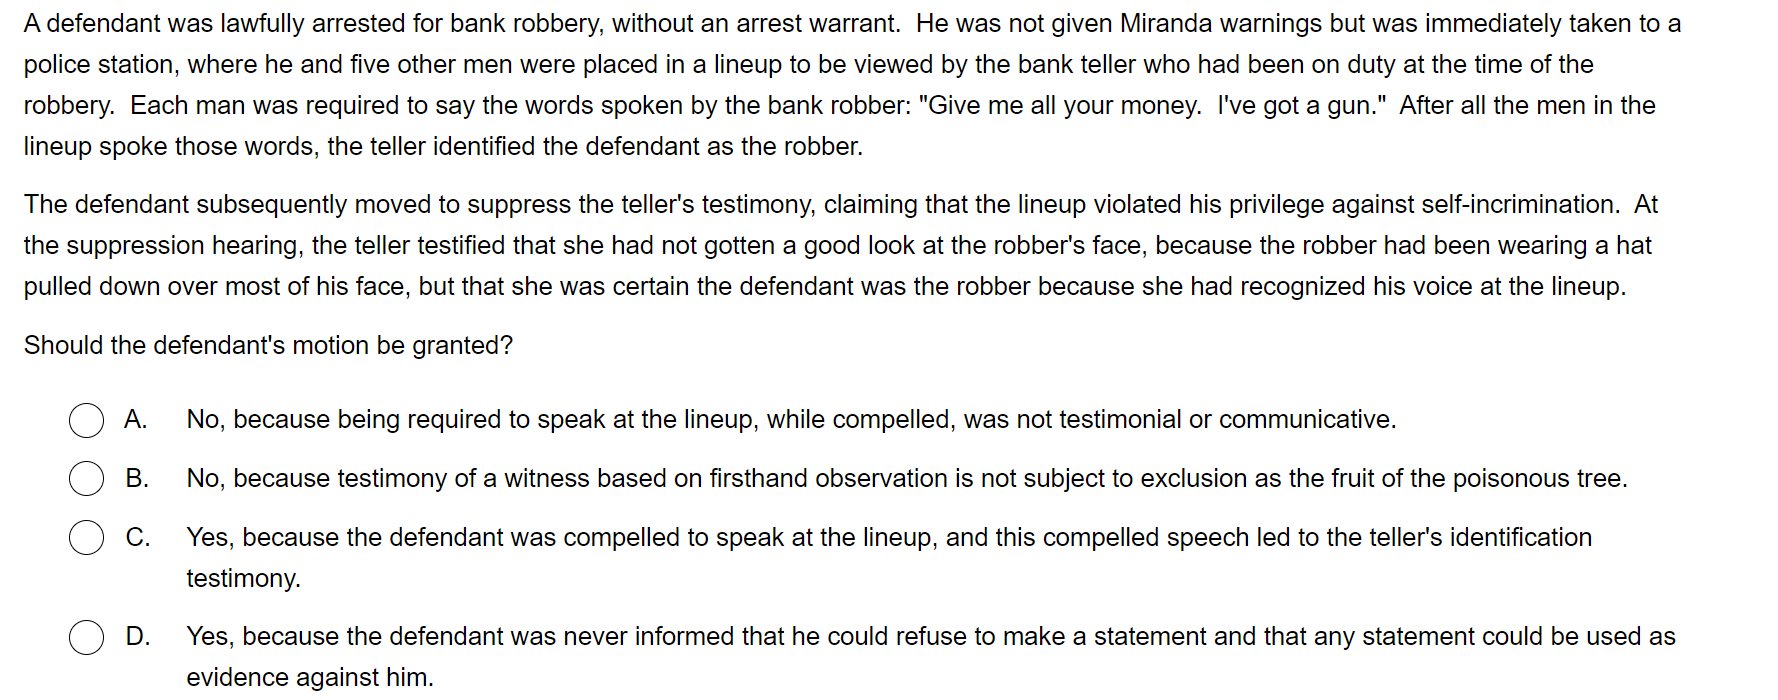 A defendant was lawfully arrested for bank robbery, without an arrest warrant.  He was not given Miranda warnings but was immediately taken to a
police station, where he and five other men were placed in a lineup to be viewed by the bank teller who had been on duty at the time of the
robbery.  Each man was required to say the words spoken by the bank robber: "Give me all your money.  I've got a gun."  After all the men in the
lineup spoke those words, the teller identified the defendant as the robber.
The defendant subsequently moved to suppress the teller's testimony, claiming that the lineup violated his privilege against self-incrimination.  At
the suppression hearing, the teller testified that she had not gotten a good look at the robber's face, because the robber had been wearing a hat
pulled down over most of his face, but that she was certain the defendant was the robber because she had recognized his voice at the lineup.
Should the defendant's motion be granted?
A. No, because being required to speak at the lineup, while compelled, was not testimonial or communicative.
B. No, because testimony of a witness based on firsthand observation is not subject to exclusion as the fruit of the poisonous tree.
C. Yes, because the defendant was compelled to speak at the lineup, and this compelled speech led to the teller's identification
testimony.
D. Yes, because the defendant was never informed that he could refuse to make a statement and that any statement could be used as
evidence against him.